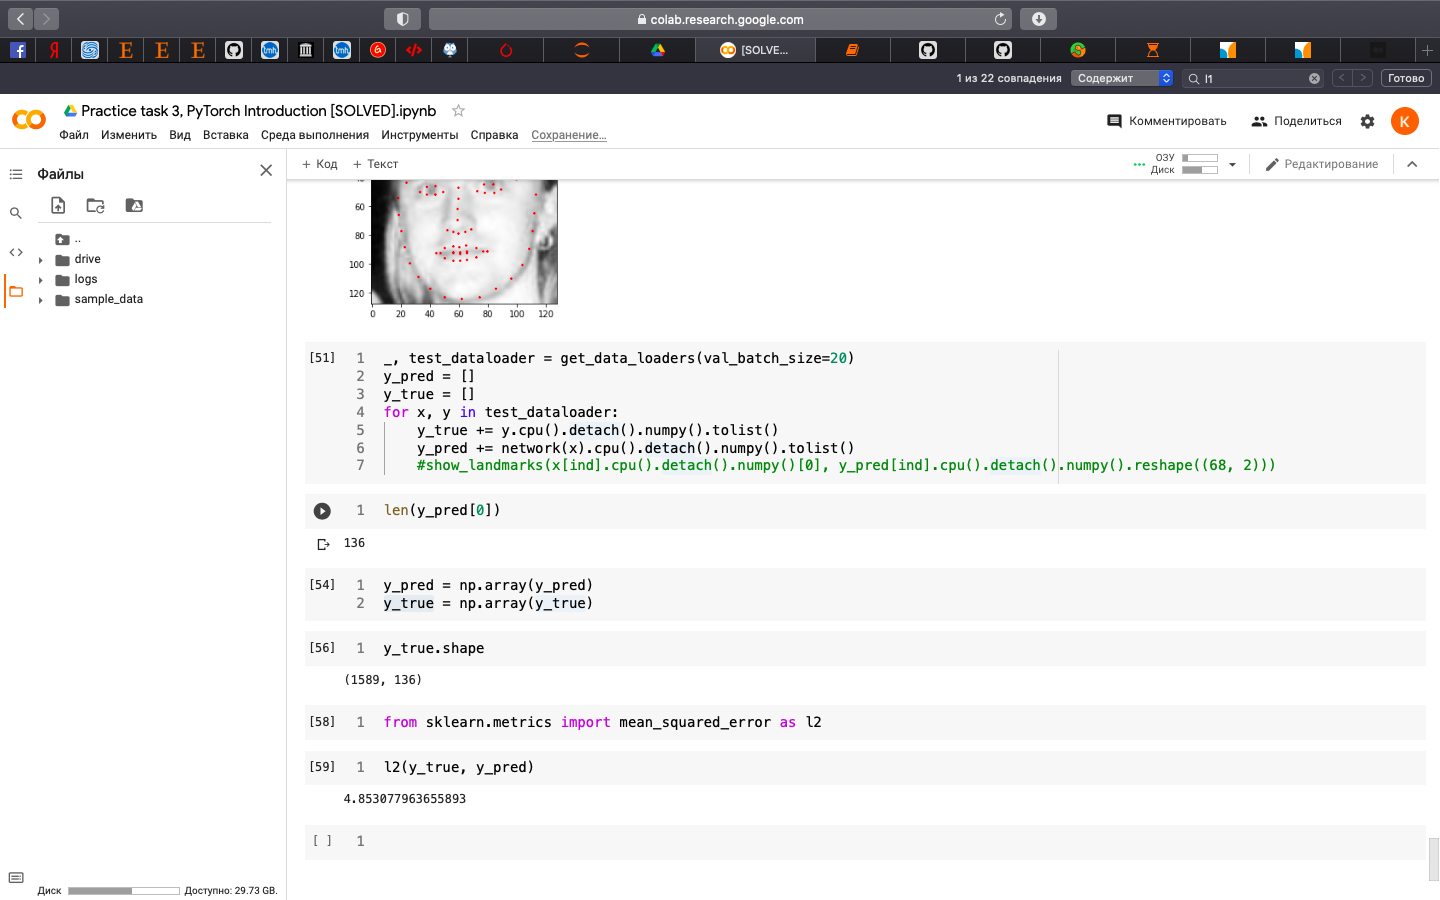 colab.research.google.com
[SOLVE...
1 из 22 совпадения
Содержит
l1
Готово
Practice task 3, PyTorch Introduction [SOLVED].ipynb
Файл Изменить Вид Вставка Среда выполнения Инструменты Справка Сохранение...
Комментировать
Поделиться
K
Файлы
..
drive
logs
sample_data
Диск Доступно: 29.73 GB.
+ Код + Текст
ОЗУ
Диск
Редактирование
60
80
100
120
0 20 40 60 80 100 120
[51]
1 _, test_dataloader = get_data_loaders(val_batch_size=20)
2 y_pred = []
3 y_true = []
4 for x, y in test_dataloader:
5 y_true += y.cpu().detach().numpy().tolist()
6 y_pred += network(x).cpu().detach().numpy().tolist()
7 #show_landmarks(x[ind].cpu().detach().numpy()[0], y_pred[ind].cpu().detach().numpy().reshape((68, 2)))
1 len(y_pred[0])
136
[54]
1 y_pred = np.array(y_pred)
2 y_true = np.array(y_true)
[56]
1 y_true.shape
(1589, 136)
[58]
1 from sklearn.metrics import mean_squared_error as l2
[59]
1 l2(y_true, y_pred)
4.853077963655893
[ ]
1